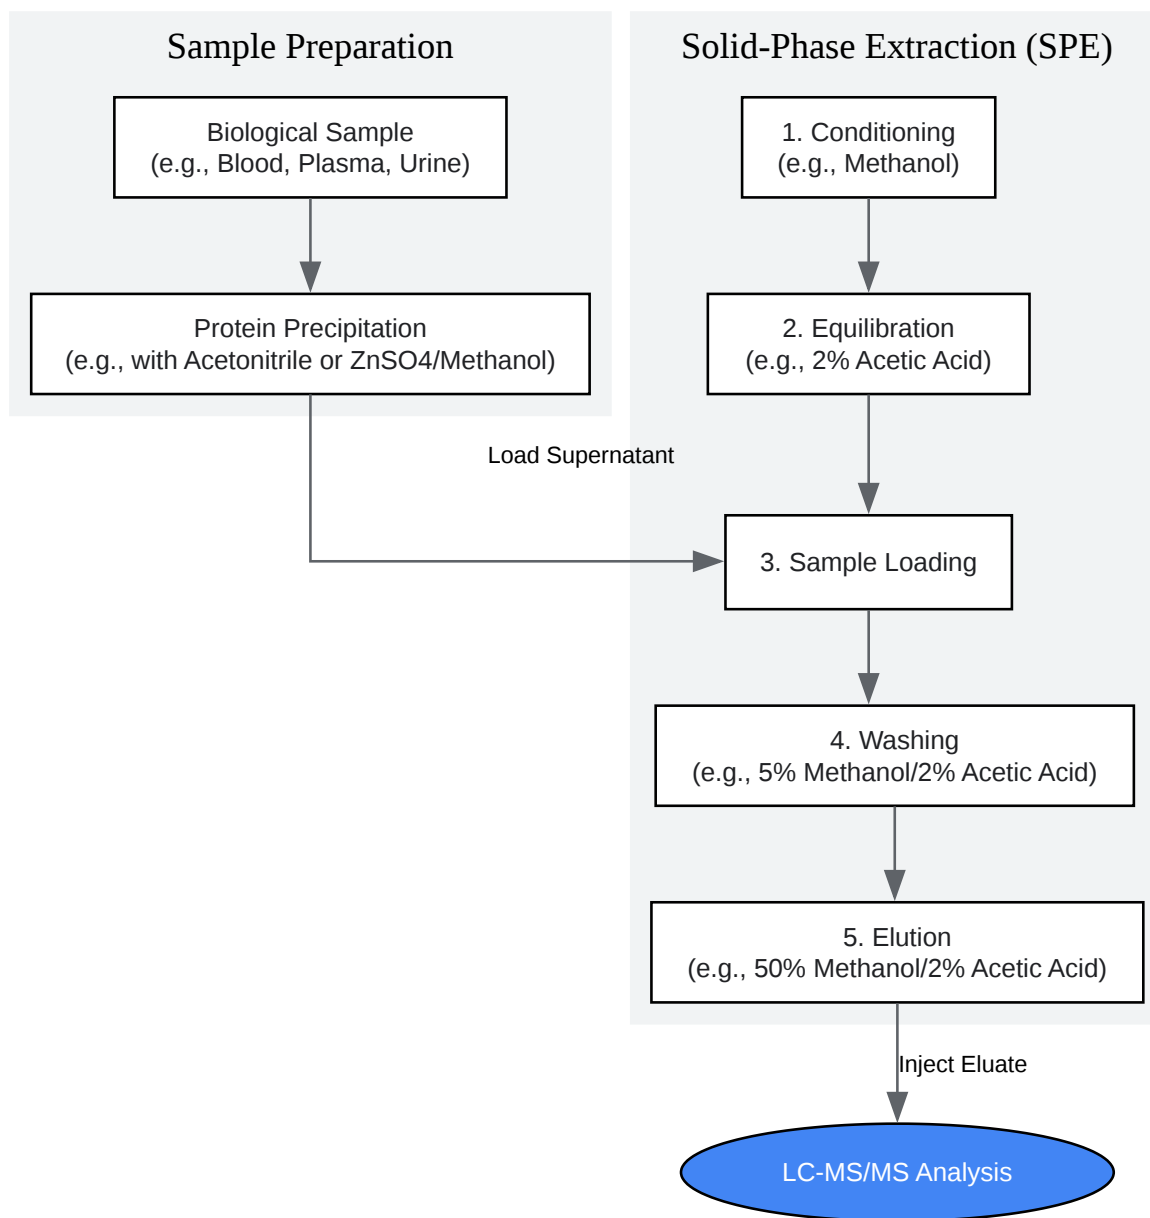 Sample Preparation
Biological Sample
(e.g., Blood, Plasma, Urine)
Protein Precipitation
(e.g., with Acetonitrile or ZnSO4/Methanol)
Load Supernatant
Solid-Phase Extraction (SPE)
1. Conditioning
(e.g., Methanol)
2. Equilibration
(e.g., 2% Acetic Acid)
3. Sample Loading
4. Washing
(e.g., 5% Methanol/2% Acetic Acid)
5. Elution
(e.g., 50% Methanol/2% Acetic Acid)
Inject Eluate
LC-MS/MS Analysis